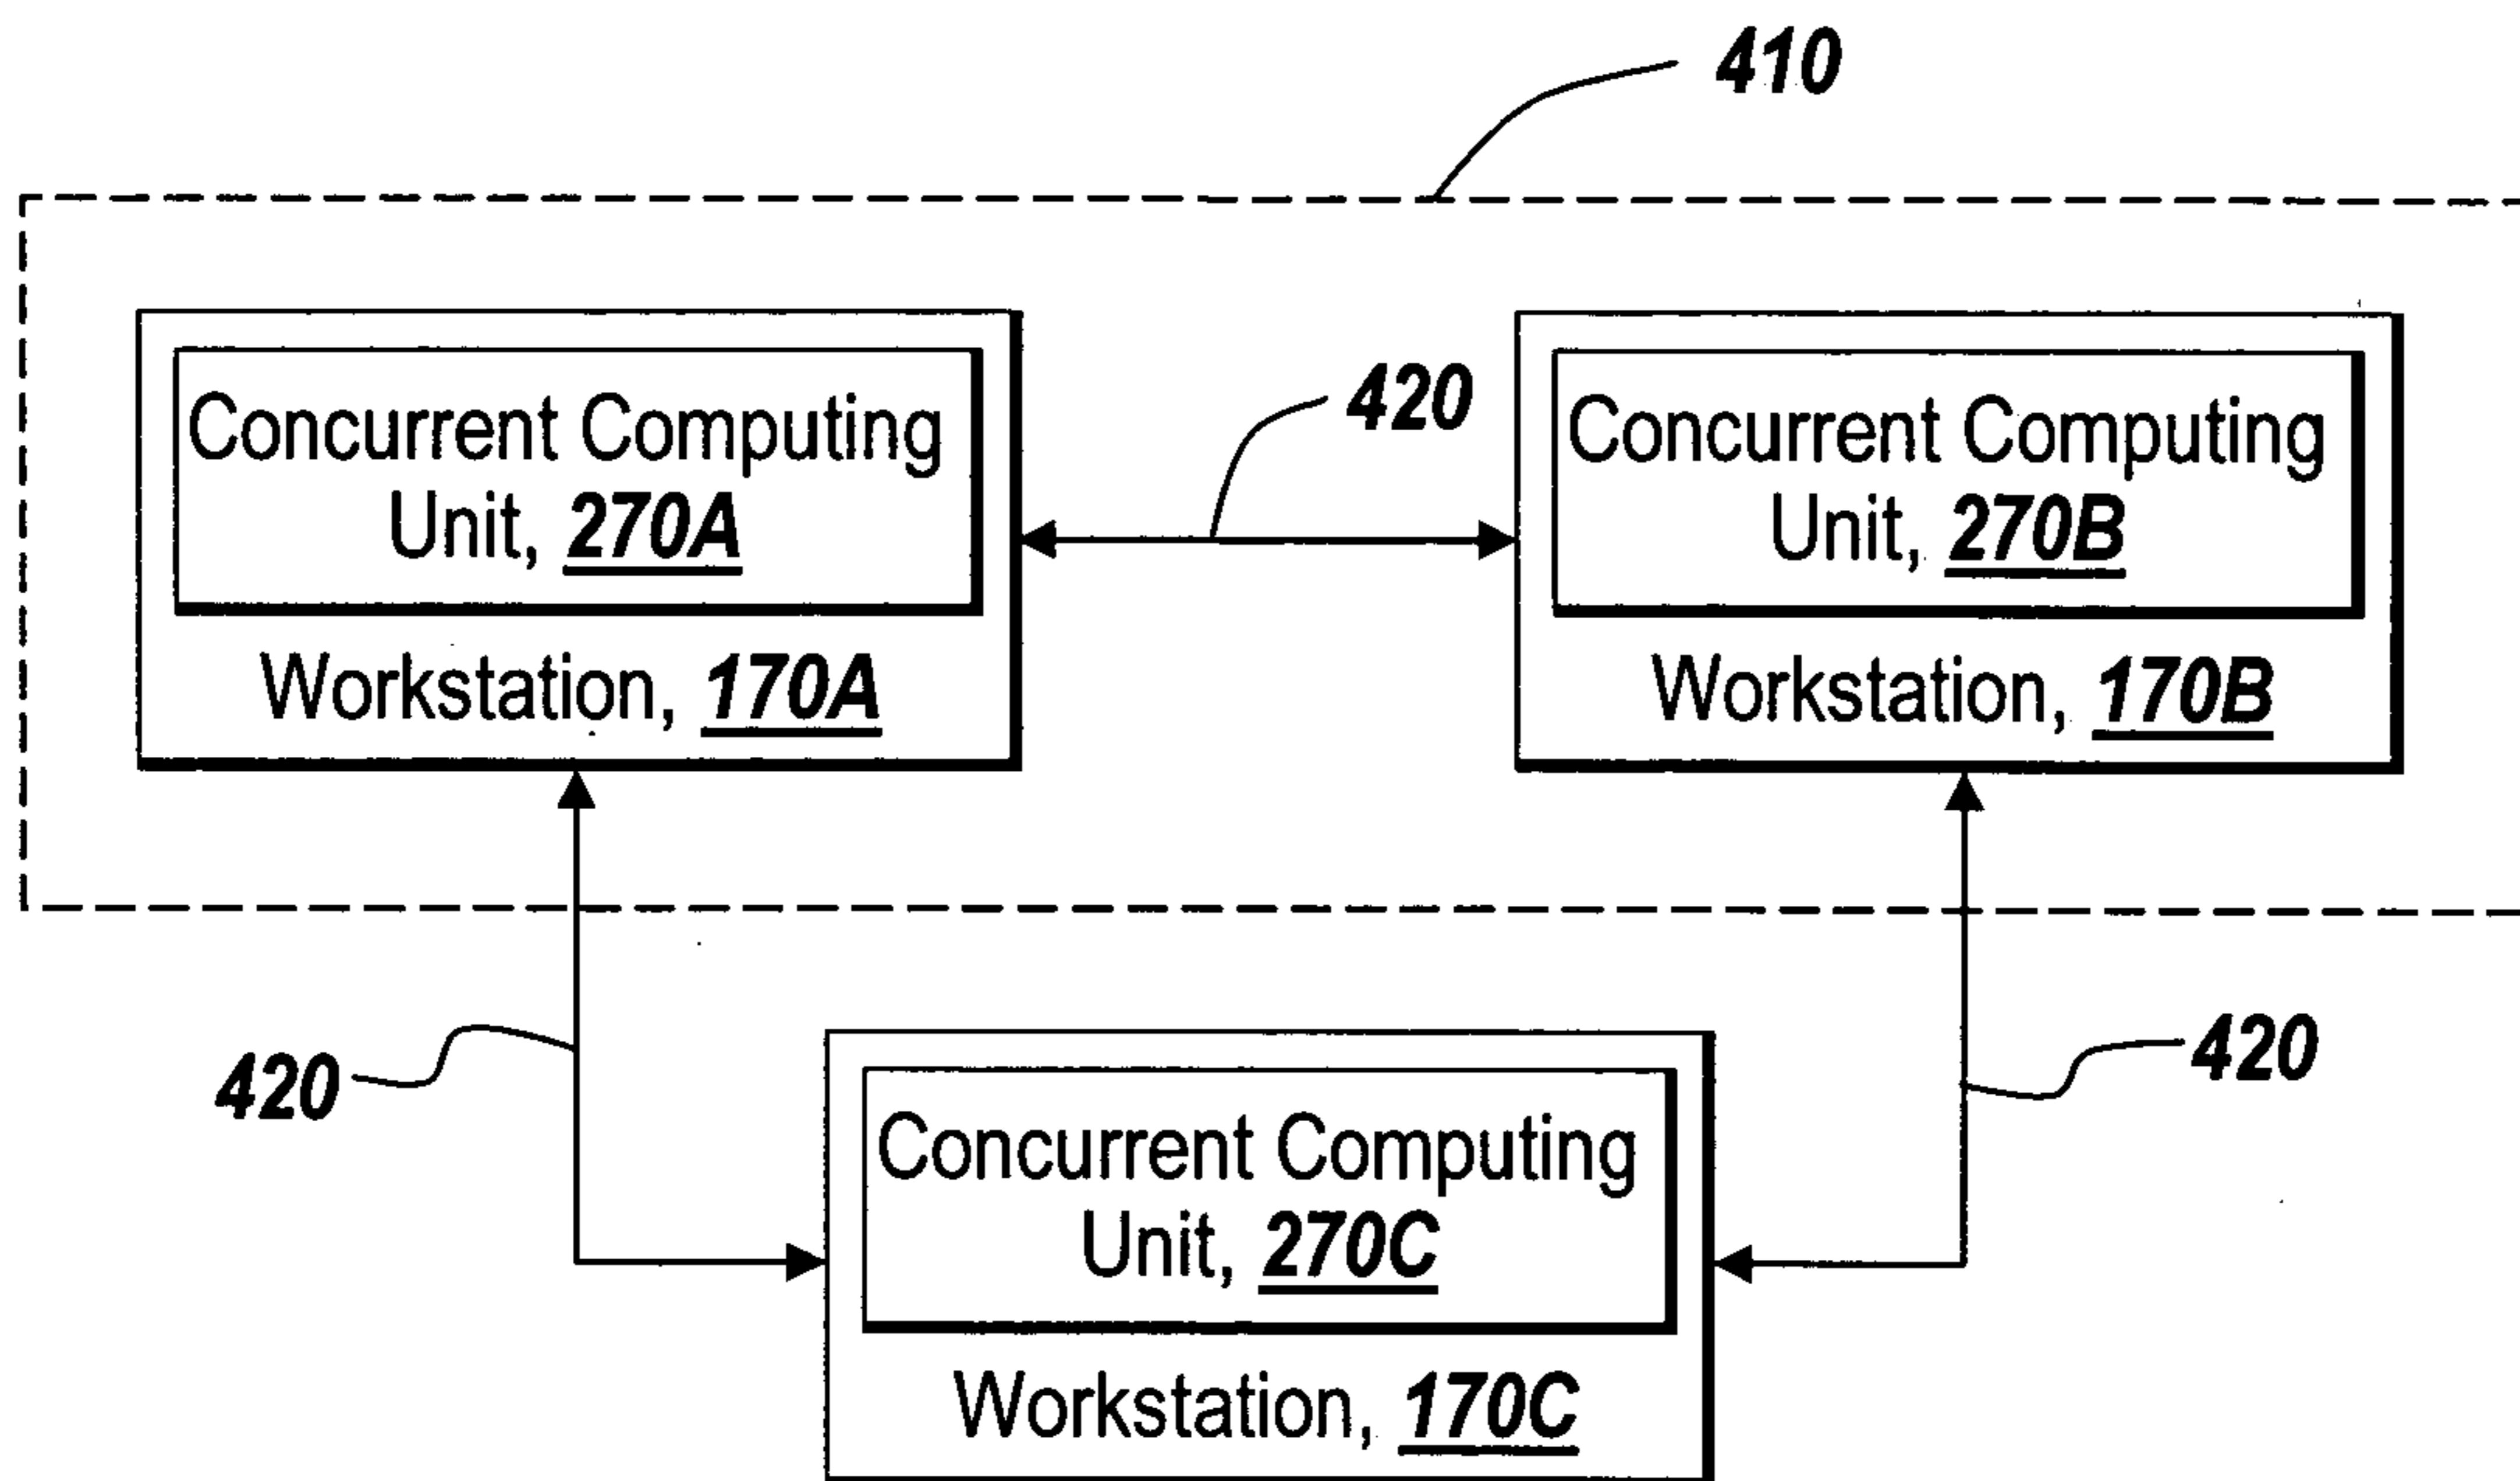 410
420
Concurrent Computing
Unit, 270A
Workstation, 170A
Concurrent Computing
Unit, 270B
Workstation, 170B
420
420
Concurrent Computing
Unit, 270C
Workstation, 170C